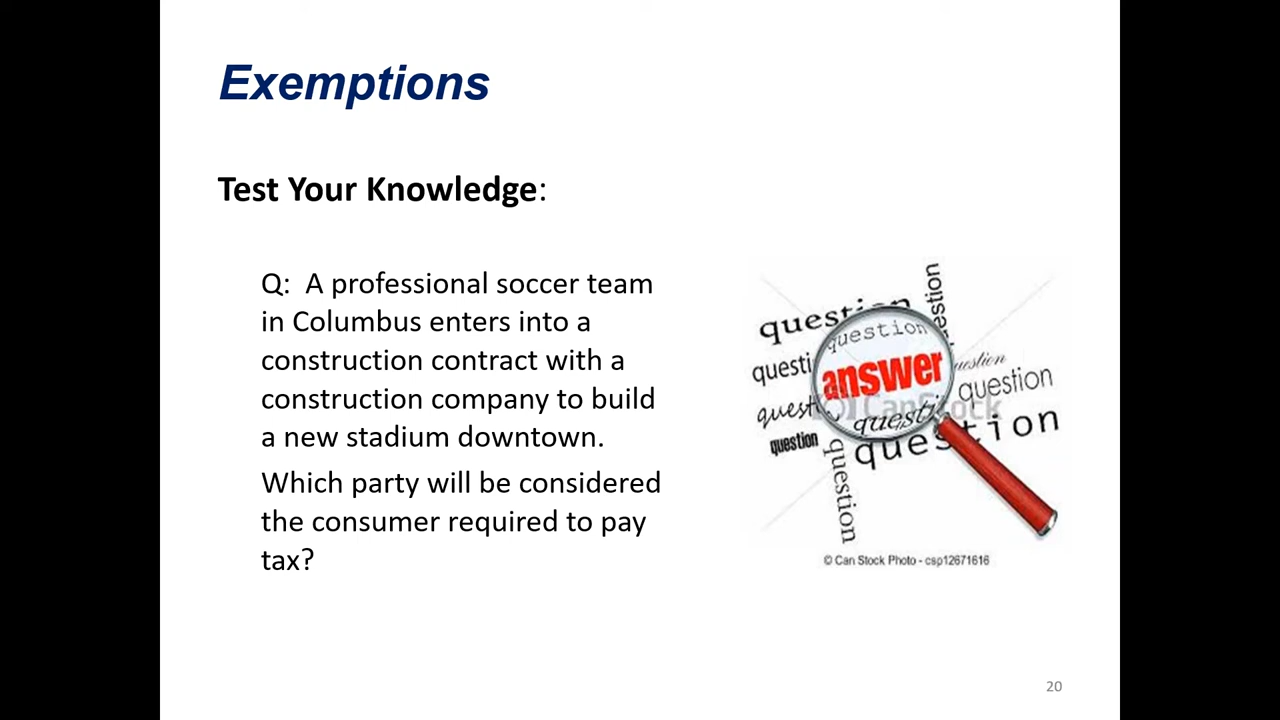 Exemptions
Test Your Knowledge:
Q: A professional soccer team
in Columbus enters into a
construction contract with a
construction company to build
a new stadium downtown.
Which party will be considered
the consumer required to pay
tax?
question
question
question
answer
question
question
question
question
question
question
© Can Stock Photo - csp12671616
20